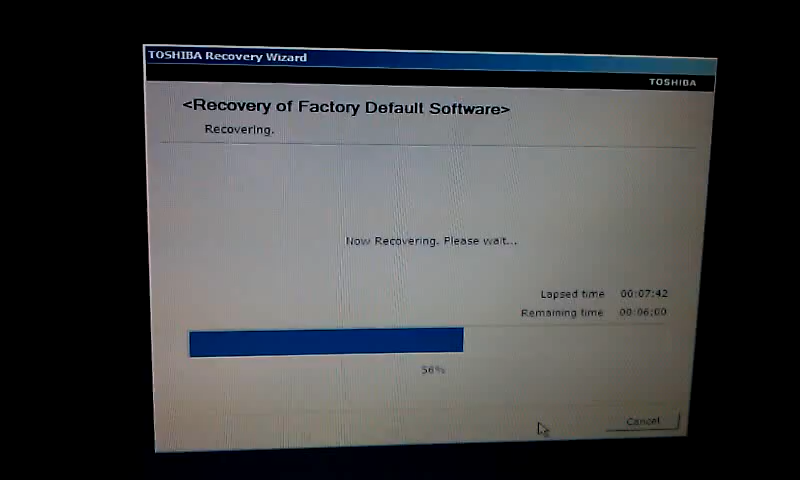 TOSHIBA Recovery Wizard
TOSHIBA
<Recovery of Factory Default Software>
Recovering.
Now Recovering. Please wait...
Lapsed time 00:07:42
Remaining time 00:06:00
56%
Cancel